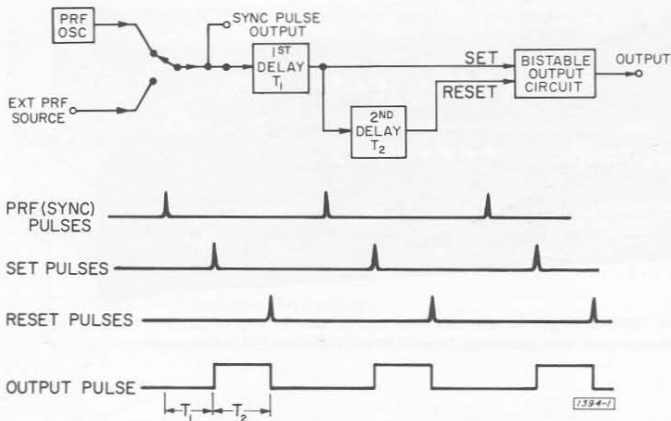 PRF
OSC
SYNC PULSE
OUTPUT
1ST
DELAY
T1
SET
RESET
BISTABLE
OUTPUT
CIRCUIT
OUTPUT
EXT PRF
SOURCE
2ND
DELAY
T2
PRF(SYNC)
PULSES
SET PULSES
RESET PULSES
OUTPUT PULSE
T1
T2
1394-1